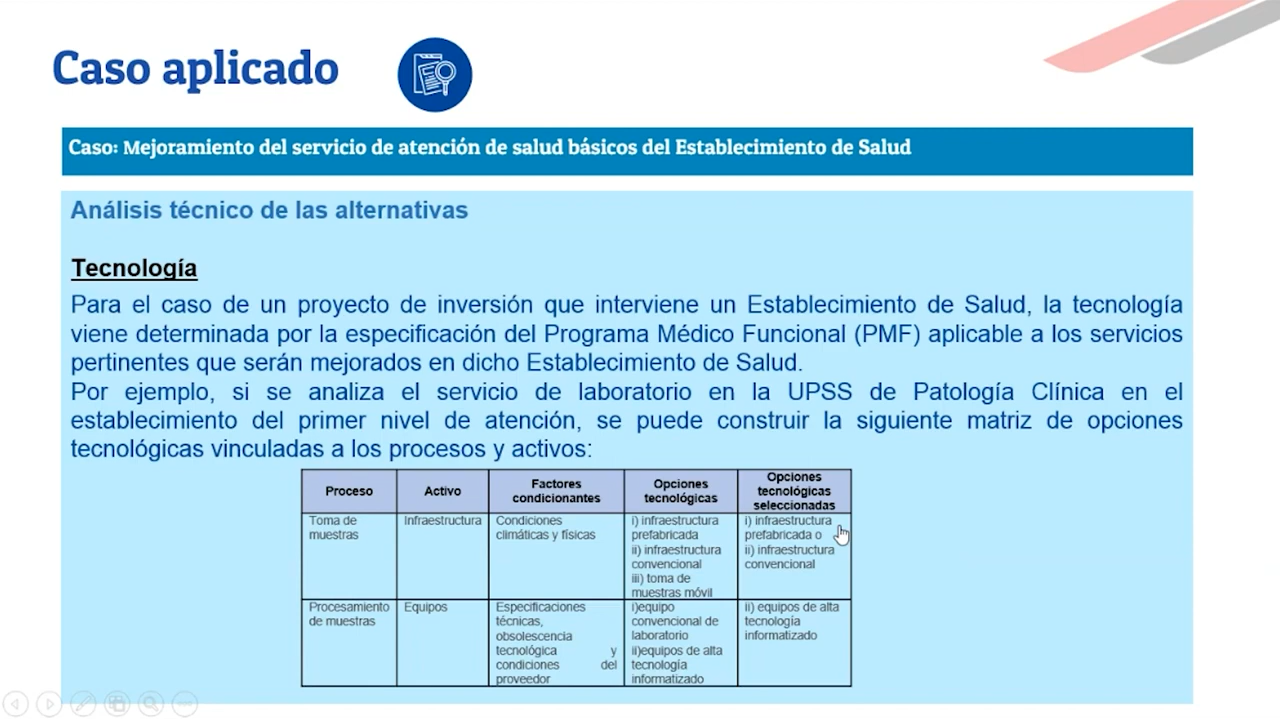 Caso aplicado
Caso: Mejoramiento del servicio de atención de salud básicos del Establecimiento de Salud
Análisis técnico de las alternativas
Tecnología
Para el caso de un proyecto de inversión que interviene un Establecimiento de Salud, la tecnología
viene determinada por la especificación del Programa Médico Funcional (PMF) aplicable a los servicios
pertinentes que serán mejorados en dicho Establecimiento de Salud.
Por ejemplo, si se analiza el servicio de laboratorio en la UPSS de Patología Clínica en el
establecimiento del primer nivel de atención, se puede construir la siguiente matriz de opciones
tecnológicas vinculadas a los procesos y activos:
Proceso
Activo
Factores
condicionantes
Opciones
tecnológicas
Opciones
tecnológicas
seleccionadas
Toma de
muestras
Infraestructura
Condiciones
climáticas y físicas
i) infraestructura
prefabricada
ii) infraestructura
convencional
iii) toma de
muestras móvil
i) infraestructura
prefabricada o
ii) infraestructura
convencional
Procesamiento
de muestras
Equipos
Especificaciones
técnicas,
obsolescencia
tecnológica y
condiciones del
proveedor
i)equipo
convencional de
laboratorio
ii)equipos de alta
tecnología
informatizado
ii) equipos de alta
tecnología
informatizado